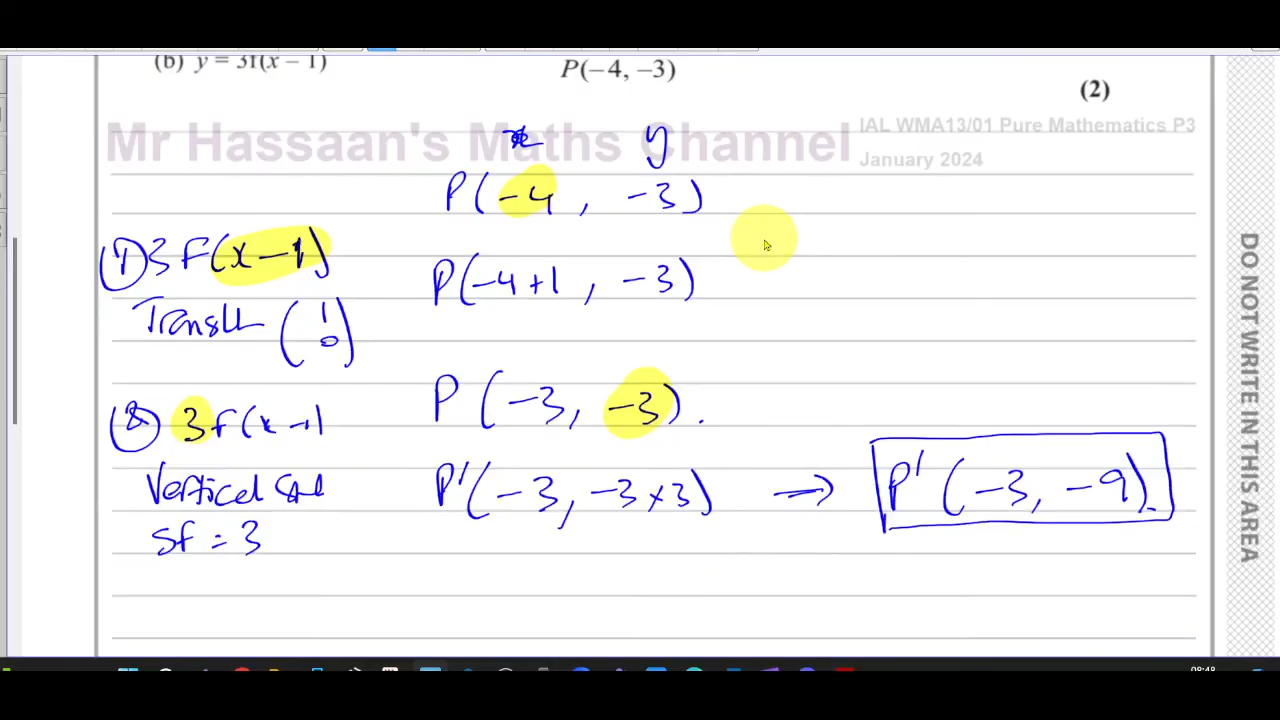 (b) y = 3f(x – 1)
P(–4, –3)
(2)
Mr Hassaan's Maths Channel
IAL WMA13/01 Pure Mathematics P3
January 2024
x y
P(-4, -3)
① 3f(x-1)
P(-4+1, -3)
(1 0)
P(-3, -3).
② 3f(x-1)
Vertical
P'(-3, -3×3) → P'(-3, -9).
Sf = 3
DO NOT WRITE IN THIS AREA
08:48